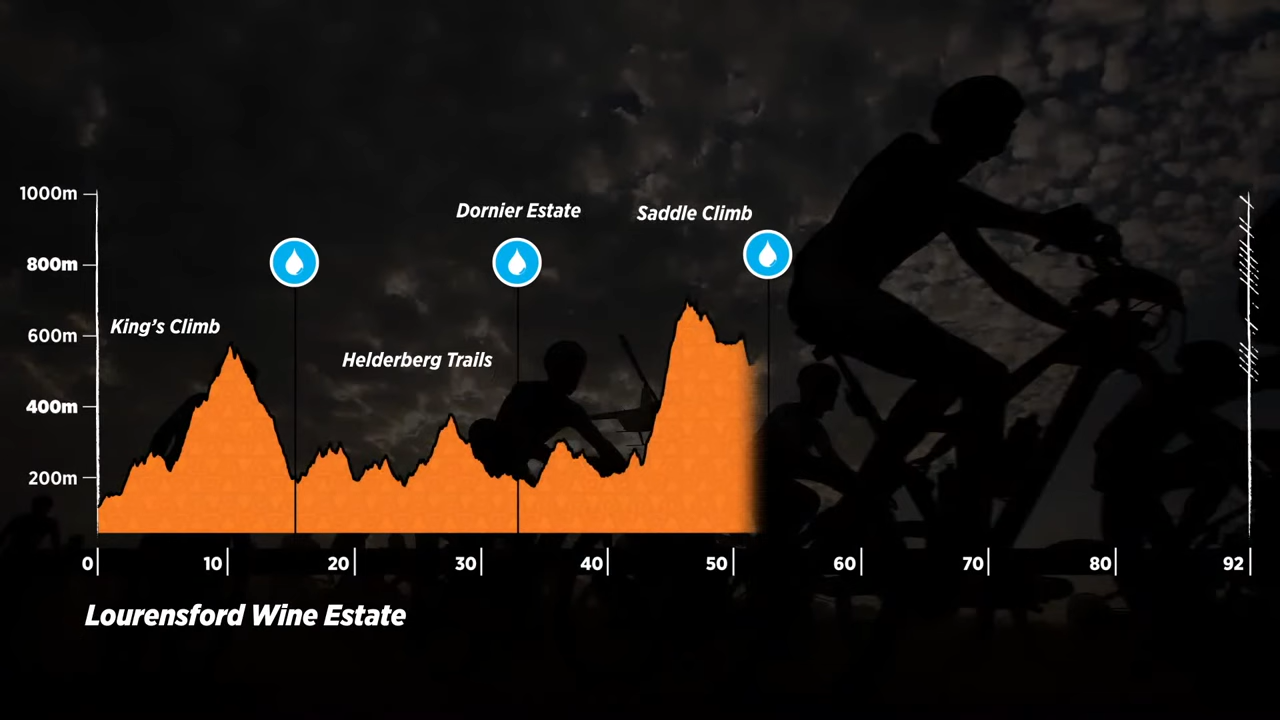 1000m
800m
600m
400m
200m
Dornier Estate
Saddle Climb
King's Climb
Helderberg Trails
0
10
20
30
40
50
60
70
80
92
Lourensford Wine Estate